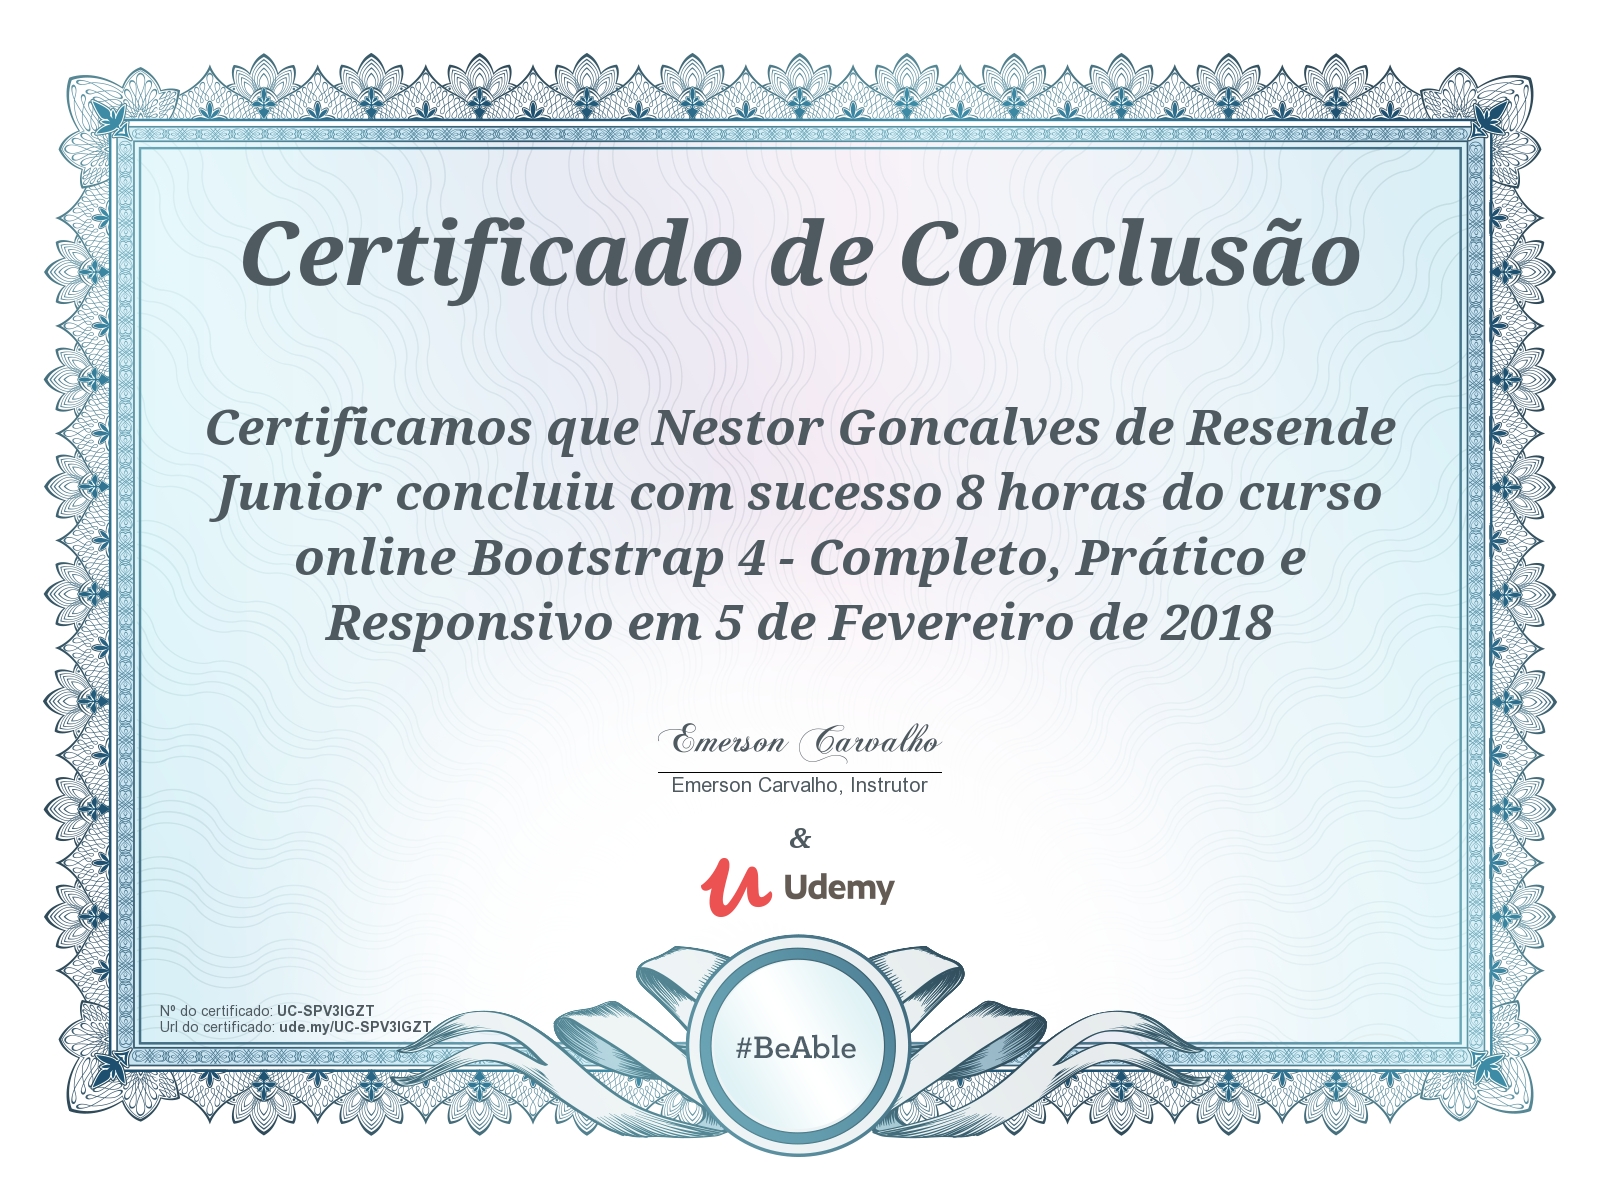 Certificado de Conclusão
Certificamos que Nestor Goncalves de Resende
Junior concluiu com sucesso 8 horas do curso
online Bootstrap 4 - Completo, Prático e
Responsivo em 5 de Fevereiro de 2018
Emerson Carvalho
Emerson Carvalho, Instrutor
&
Udemy
Nº do certificado: UC-SPV3IGZT
Url do certificado: ude.my/UC-SPV3IGZT
#BeAble